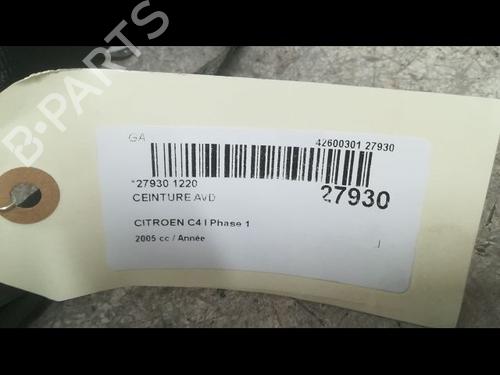 B-PARTS
GA
42600301 27930
*27930 1220
27930
CEINTURE AVD
CITROEN C4 I Phase 1
2005 cc / Année